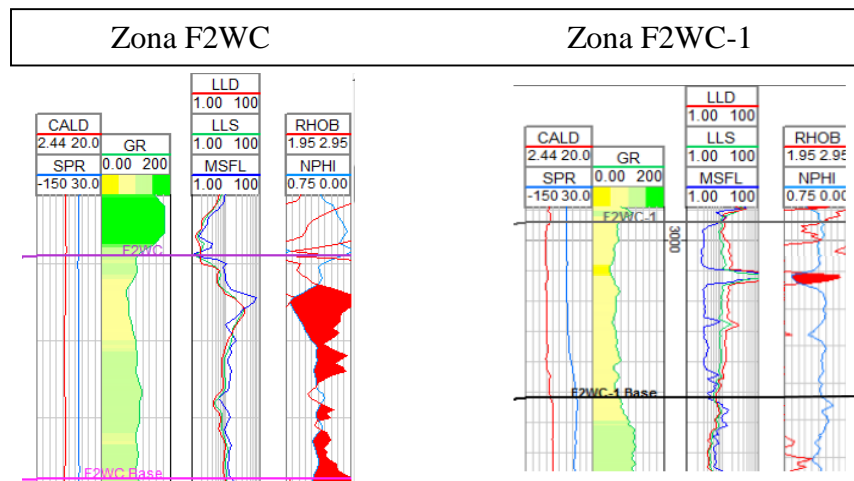 Zona F2WC Zona F2WC-1
LLD
1.00 100
CALD LLS RHOB
2.44 20.0 GR 1.00 100 1.95 2.95
SPR 0.00 200 MSFL NPHI
-150 30.0 1.00 100 0.75 0.00
F2WC
F2WC Base
LLD
1.00 100
CALD LLS RHOB
2.44 20.0 GR 1.00 100 1.95 2.95
SPR 0.00 200 MSFL NPHI
-150 30.0 1.00 100 0.75 0.00
F2WC-1
3000
F2WC-1 Base